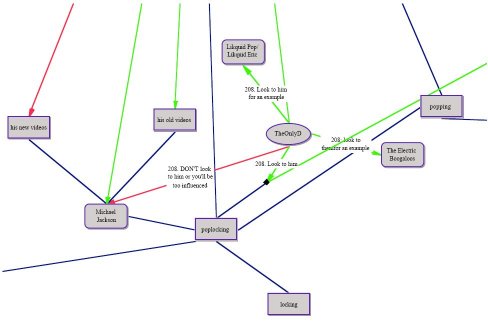 Likquid Pop/
Likquid Eric
208. Look to him
for an example
popping
his new videos
his old videos
TheOnlyD
208. look to
them for an example
The Electric
Boogaloos
208. DON'T look
to him or you'll be
too influenced
208. Look to him
Michael
Jackson
poplocking
locking